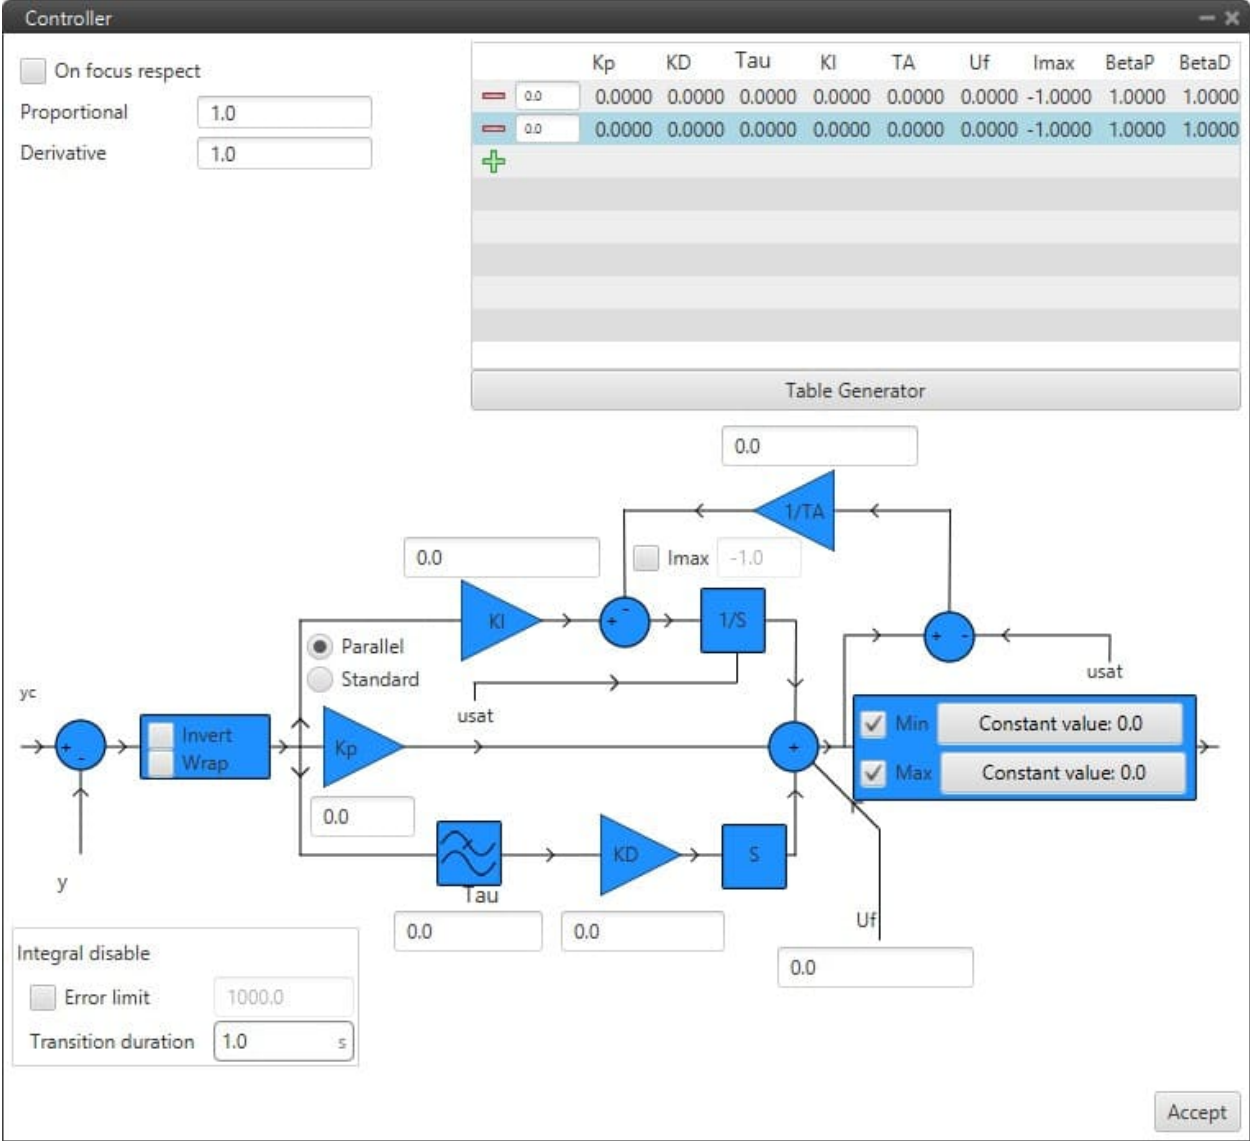 Controller
On focus respect
Proportional 1.0
Derivative 1.0
Kp KD Tau KI TA Uf Imax BetaP BetaD
0.0 0.0000 0.0000 0.0000 0.0000 0.0000 0.0000 -1.0000 1.0000 1.0000
0.0 0.0000 0.0000 0.0000 0.0000 0.0000 0.0000 -1.0000 1.0000 1.0000
Table Generator
0.0
1/TA
0.0
Imax -1.0
KI
+ -
1/S
+ -
Parallel
Standard
usat
usat
yc
+ -
Invert
Wrap
Kp
+
Min Constant value: 0.0
Max Constant value: 0.0
0.0
KD
S
y
Tau
0.0
0.0
Uf
0.0
Integral disable
Error limit 1000.0
Transition duration 1.0 s
Accept